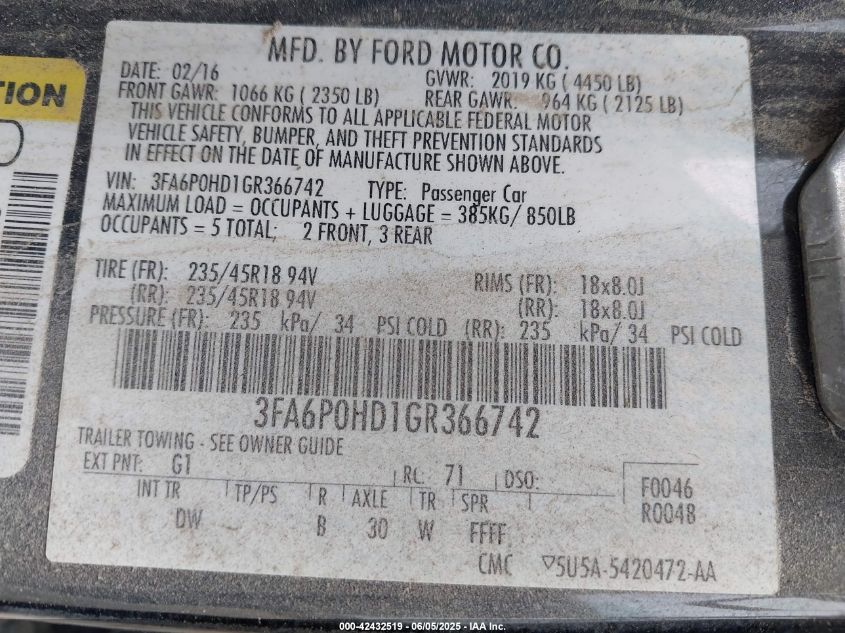 TION
MFD. BY FORD MOTOR CO.
DATE: 02/16 GVWR: 2019 KG ( 4450 LB)
FRONT GAWR: 1066 KG ( 2350 LB) REAR GAWR: 964 KG ( 2125 LB)
THIS VEHICLE CONFORMS TO ALL APPLICABLE FEDERAL MOTOR
VEHICLE SAFETY, BUMPER, AND THEFT PREVENTION STANDARDS
IN EFFECT ON THE DATE OF MANUFACTURE SHOWN ABOVE.
VIN: 3FA6P0HD1GR366742 TYPE: Passenger Car
MAXIMUM LOAD = OCCUPANTS + LUGGAGE = 385KG/ 850LB
OCCUPANTS = 5 TOTAL; 2 FRONT, 3 REAR
TIRE (FR): 235/45R18 94V RIMS (FR): 18x8.0J
(RR): 235/45R18 94V (RR): 18x8.0J
PRESSURE (FR): 235 kPa/ 34 PSI COLD (RR): 235 kPa/ 34 PSI COLD
3FA6P0HD1GR366742
TRAILER TOWING - SEE OWNER GUIDE
EXT PNT: G1 RC: 71 DSO: F0046
INT TR TP/PS R AXLE TR SPR R0048
DW B 30 W FFFF
CMC ▽5U5A-5420472-AA
000-42432519 - 06/05/2025 - IAA Inc.